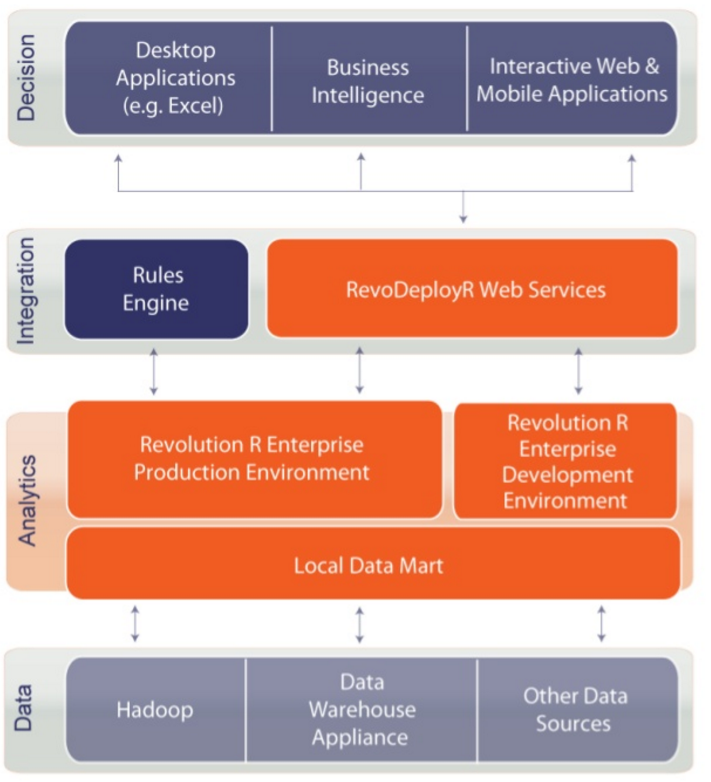 Decision
Desktop
Applications
(e.g. Excel)
Business
Intelligence
Interactive Web &
Mobile Applications
Integration
Rules
Engine
RevoDeployR Web Services
Analytics
Revolution R Enterprise
Production Environment
Revolution R
Enterprise
Development
Environment
Local Data Mart
Data
Hadoop
Data
Warehouse
Appliance
Other Data
Sources